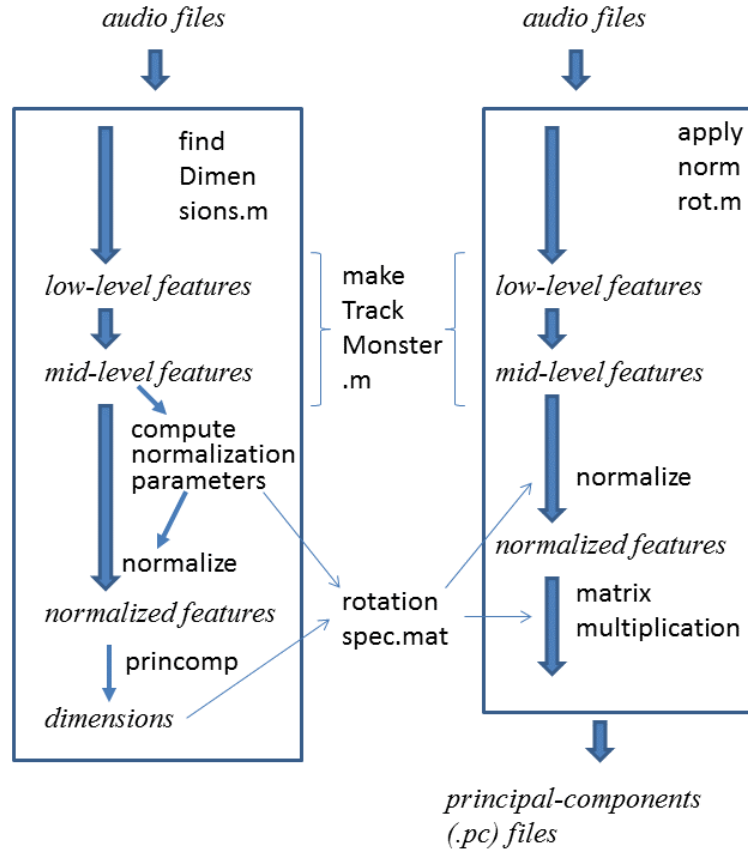 audio files
find
Dimen
sions.m
low-level features
mid-level features
compute
normalization
parameters
normalize
normalized features
princomp
dimensions
make
Track
Monster
.m
rotation
spec.mat
audio files
apply
norm
rot.m
low-level features
mid-level features
normalize
normalized features
matrix
multiplication
principal-components
(.pc) files